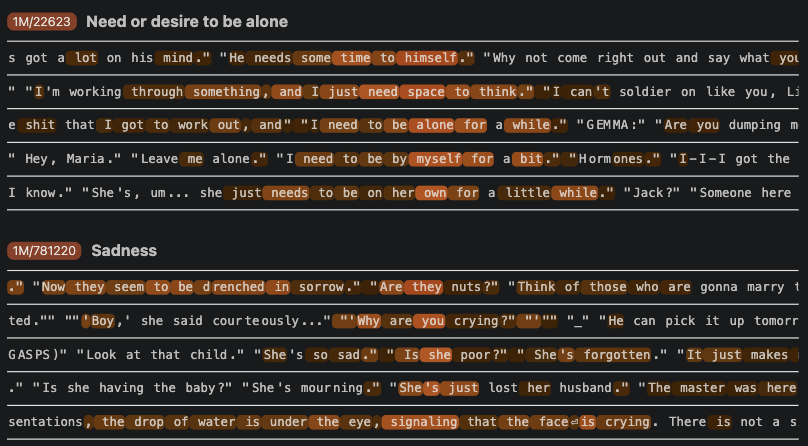 1M/22623 Need or desire to be alone
s got a lot on his mind." "He needs some time to himself." "Why not come right out and say what you
" "I'm working through something, and I just need space to think." "I can't soldier on like you, Li
e shit that I got to work out, and" "I need to be alone for a while." "GEMMA:" "Are you dumping m
" Hey, Maria." "Leave me alone." "I need to be by myself for a bit." "Hormones." "I-I-I got the
I know." "She's, um... she just needs to be on her own for a little while." "Jack?" "Someone here
1M/781220 Sadness
." "Now they seem to be drenched in sorrow." "Are they nuts?" "Think of those who are gonna marry t
ted."" ""'Boy,' she said courteously..." "'Why are you crying?" "'"" "_" "He can pick it up tomorr
GASPS)" "Look at that child." "She's so sad." " Is she poor?" " She's forgotten." "It just makes
." "Is she having the baby?" "She's mourning." "She's just lost her husband." "The master was here
sentations, the drop of water is under the eye, signaling that the face⏎is crying. There is not a s